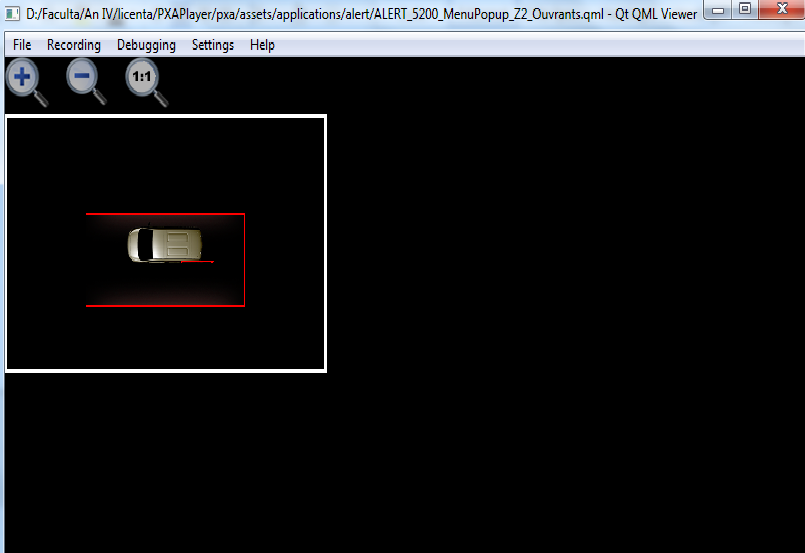 D:/Faculta/An IV/licenta/PXAPlayer/pxa/assets/applications/alert/ALERT_5200_MenuPopup_Z2_Ouvrants.qml - Qt QML Viewer
File Recording Debugging Settings Help
1:1